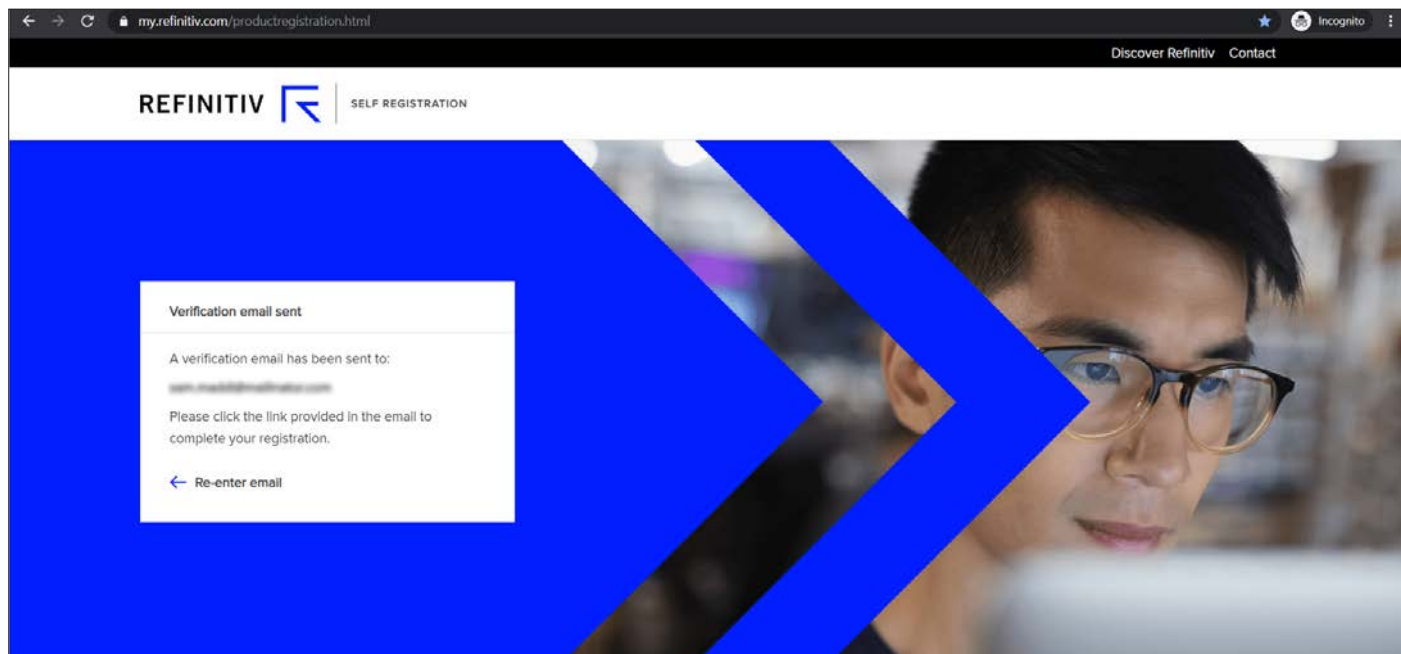 my.refinitiv.com/productregistration.html
Incognito
Discover Refinitiv Contact
REFINITIV
SELF REGISTRATION
Verification email sent
A verification email has been sent to:
Please click the link provided in the email to
complete your registration.
Re-enter email